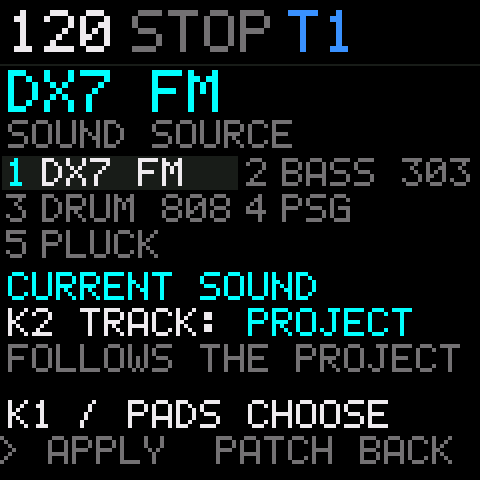 120 STOP T1
DX7 FM
SOUND SOURCE
1 DX7 FM 2 BASS 303
3 DRUM 808 4 PSG
5 PLUCK
CURRENT SOUND
K2 TRACK: PROJECT
FOLLOWS THE PROJECT
K1 / PADS CHOOSE
> APPLY PATCH BACK